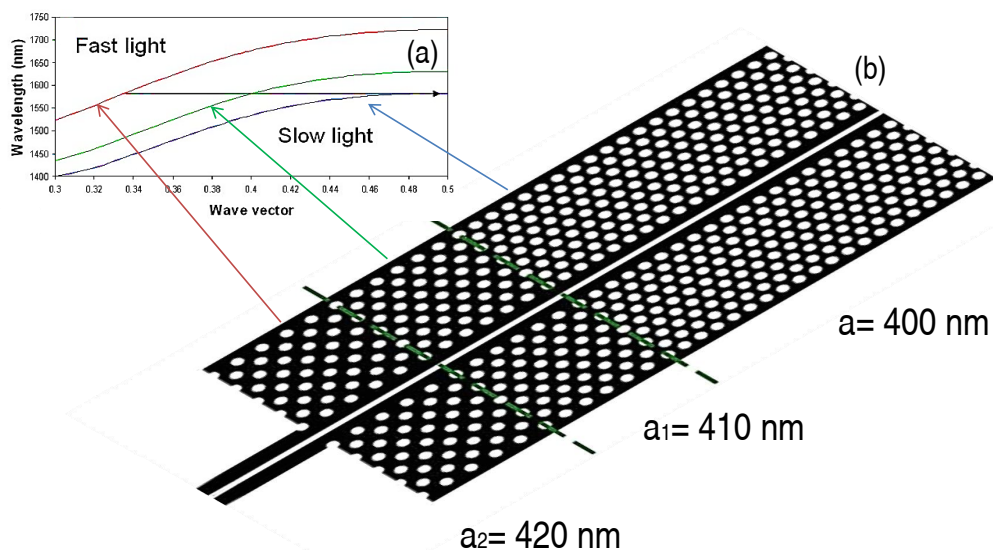 1750
1700
1650
1600
1550
1500
1450
1400
Wavelength (nm)
Fast light
(a)
Slow light
0.3 0.32 0.34 0.36 0.38 0.4 0.42 0.44 0.46 0.48 0.5
Wave vector
(b)
a= 400 nm
a1= 410 nm
a2= 420 nm